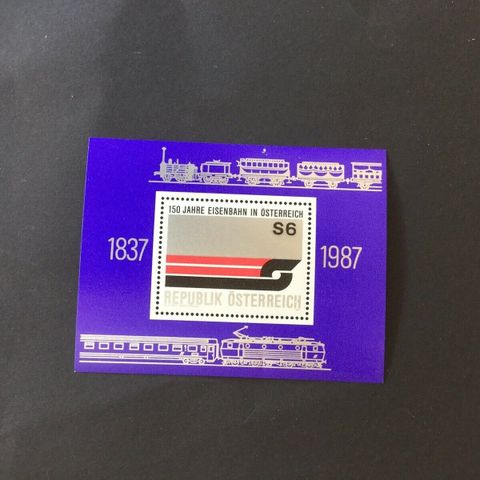 150 JAHRE EISENBAHN IN ÖSTERREICH
S6
1837
1987
REPUBLIK ÖSTERREICH